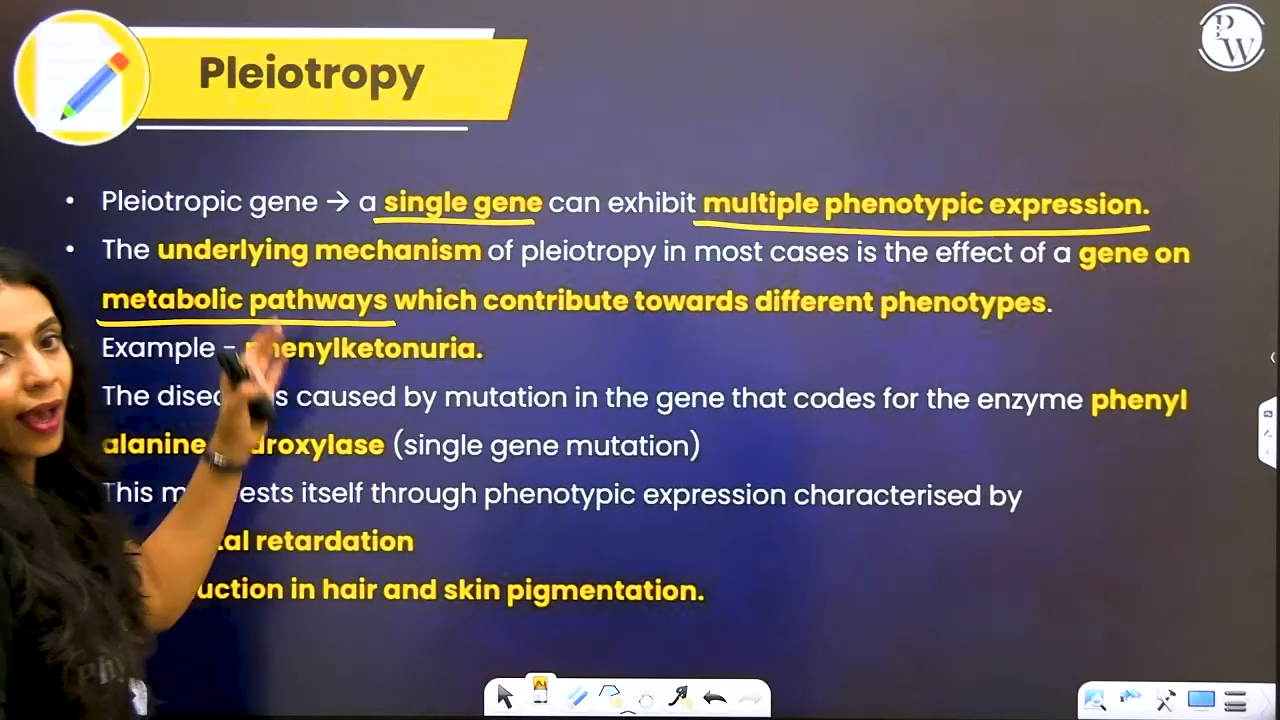 Pleiotropy
PW
• Pleiotropic gene → a single gene can exhibit multiple phenotypic expression.
• The underlying mechanism of pleiotropy in most cases is the effect of a gene on
metabolic pathways which contribute towards different phenotypes.
Example - phenylketonuria.
The caused by mutation in the gene that codes for the enzyme phenyl
alanine (single gene mutation)
This itself through phenotypic expression characterised by
retardation
in hair and skin pigmentation.